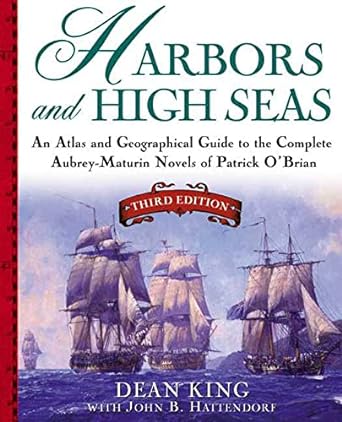 HARBORS
and HIGH SEAS
An Atlas and Geographical Guide to the Complete
Aubrey-Maturin Novels of Patrick O'Brian
THIRD EDITION
DEAN KING
WITH JOHN B. HATTENDORF